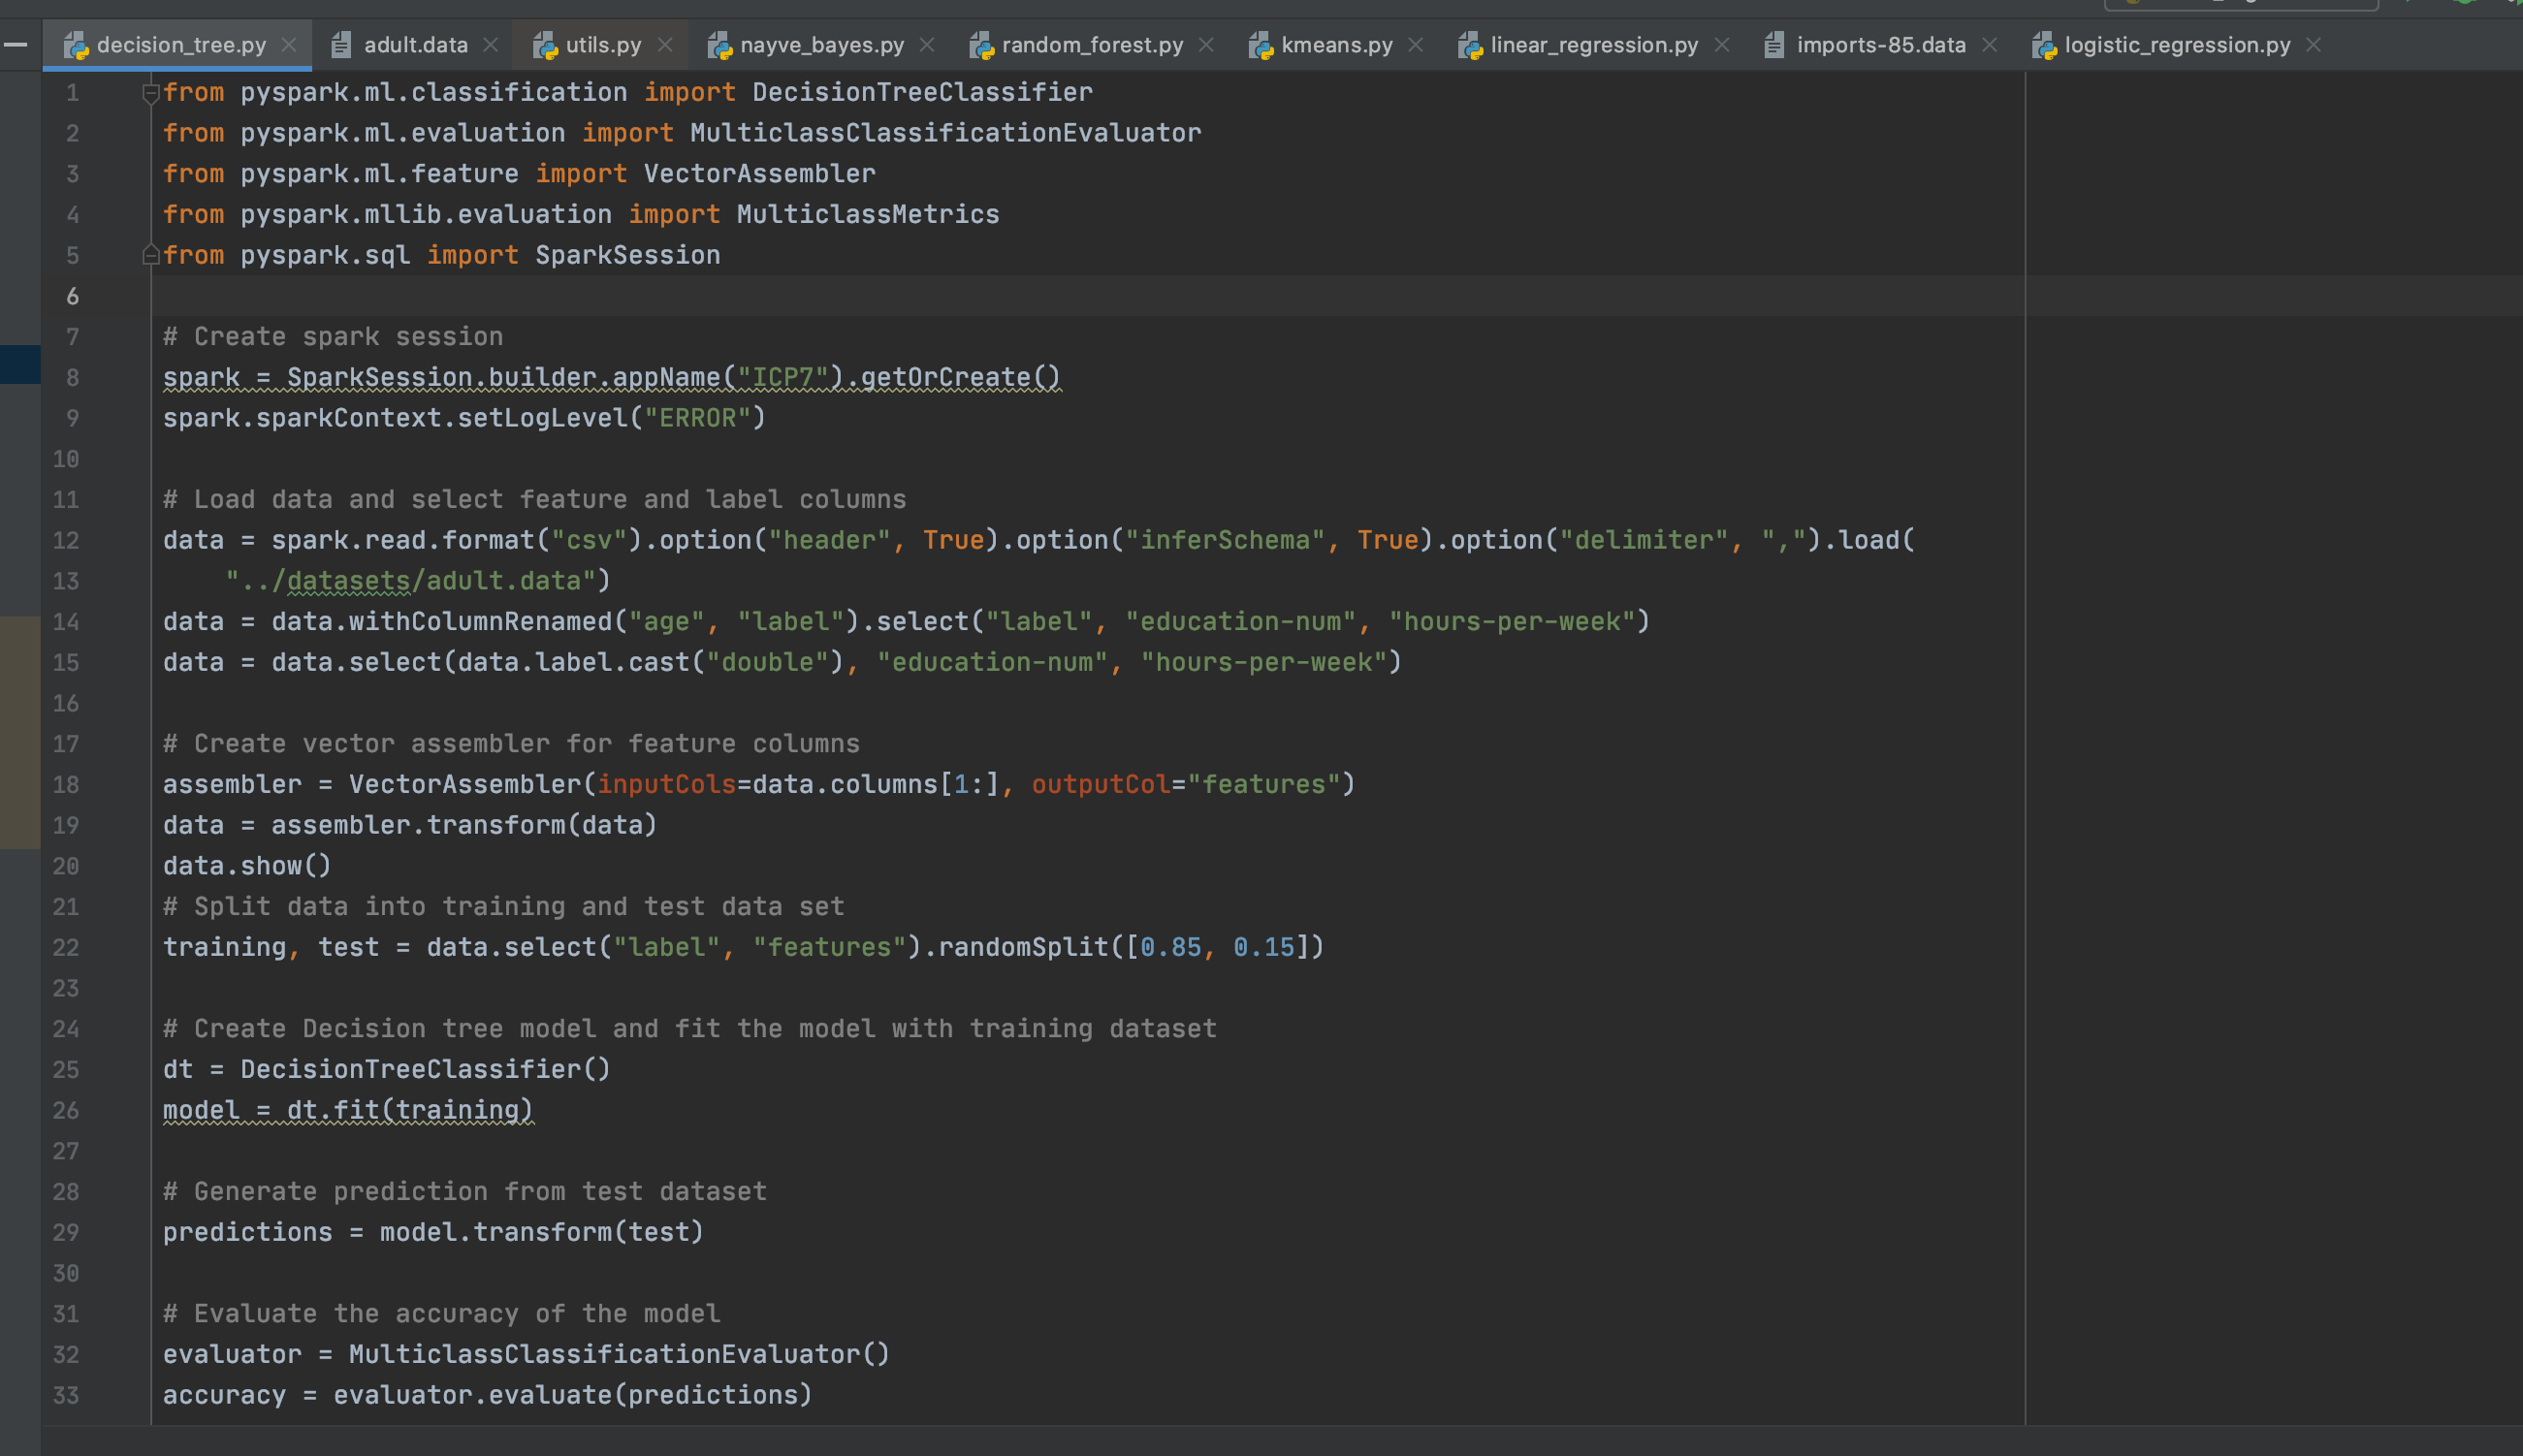 decision_tree.py adult.data utils.py nayve_bayes.py random_forest.py kmeans.py linear_regression.py imports-85.data logistic_regression.py
1 from pyspark.ml.classification import DecisionTreeClassifier
2 from pyspark.ml.evaluation import MulticlassClassificationEvaluator
3 from pyspark.ml.feature import VectorAssembler
4 from pyspark.mllib.evaluation import MulticlassMetrics
5 from pyspark.sql import SparkSession
6
7 # Create spark session
8 spark = SparkSession.builder.appName("ICP7").getOrCreate()
9 spark.sparkContext.setLogLevel("ERROR")
10
11 # Load data and select feature and label columns
12 data = spark.read.format("csv").option("header", True).option("inferSchema", True).option("delimiter", ",").load(
13     "../datasets/adult.data")
14 data = data.withColumnRenamed("age", "label").select("label", "education-num", "hours-per-week")
15 data = data.select(data.label.cast("double"), "education-num", "hours-per-week")
16
17 # Create vector assembler for feature columns
18 assembler = VectorAssembler(inputCols=data.columns[1:], outputCol="features")
19 data = assembler.transform(data)
20 data.show()
21 # Split data into training and test data set
22 training, test = data.select("label", "features").randomSplit([0.85, 0.15])
23
24 # Create Decision tree model and fit the model with training dataset
25 dt = DecisionTreeClassifier()
26 model = dt.fit(training)
27
28 # Generate prediction from test dataset
29 predictions = model.transform(test)
30
31 # Evaluate the accuracy of the model
32 evaluator = MulticlassClassificationEvaluator()
33 accuracy = evaluator.evaluate(predictions)